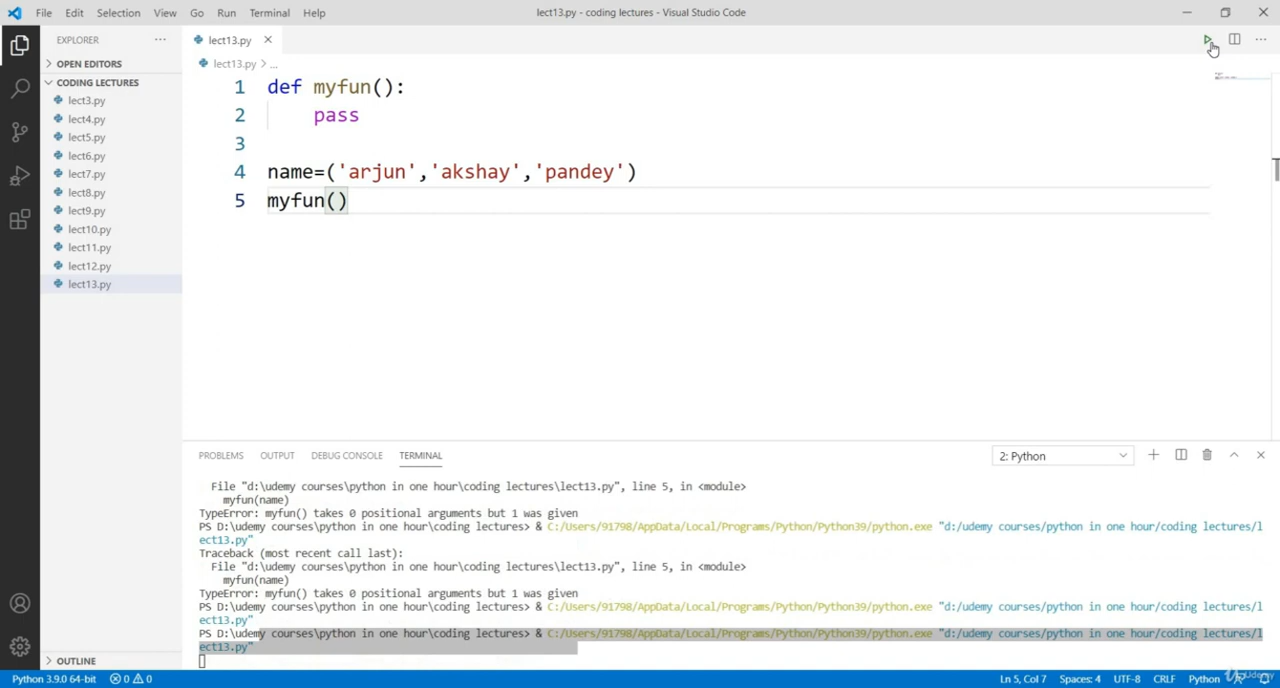 File Edit Selection View Go Run Terminal Help lect13.py - coding lectures - Visual Studio Code
EXPLORER ··· lect13.py
OPEN EDITORS lect13.py > ...
CODING LECTURES
lect3.py
lect4.py
lect5.py
lect6.py
lect7.py
lect8.py
lect9.py
lect10.py
lect11.py
lect12.py
lect13.py
1 def myfun():
2 pass
3
4 name=('arjun','akshay','pandey')
5 myfun()
PROBLEMS OUTPUT DEBUG CONSOLE TERMINAL 2: Python
File "d:\udemy courses\python in one hour\coding lectures\lect13.py", line 5, in <module>
myfun(name)
TypeError: myfun() takes 0 positional arguments but 1 was given
PS D:\udemy courses\python in one hour\coding lectures> & C:/Users/91798/AppData/Local/Programs/Python/Python39/python.exe "d:/udemy courses/python in one hour/coding lectures/l
ect13.py"
Traceback (most recent call last):
File "d:\udemy courses\python in one hour\coding lectures\lect13.py", line 5, in <module>
myfun(name)
TypeError: myfun() takes 0 positional arguments but 1 was given
PS D:\udemy courses\python in one hour\coding lectures> & C:/Users/91798/AppData/Local/Programs/Python/Python39/python.exe "d:/udemy courses/python in one hour/coding lectures/l
ect13.py"
PS D:\udemy courses\python in one hour\coding lectures> & C:/Users/91798/AppData/Local/Programs/Python/Python39/python.exe "d:/udemy courses/python in one hour/coding lectures/l
ect13.py"
OUTLINE
Python 3.9.0 64-bit 0 0 Ln 5, Col 7 Spaces: 4 UTF-8 CRLF Python Udemy